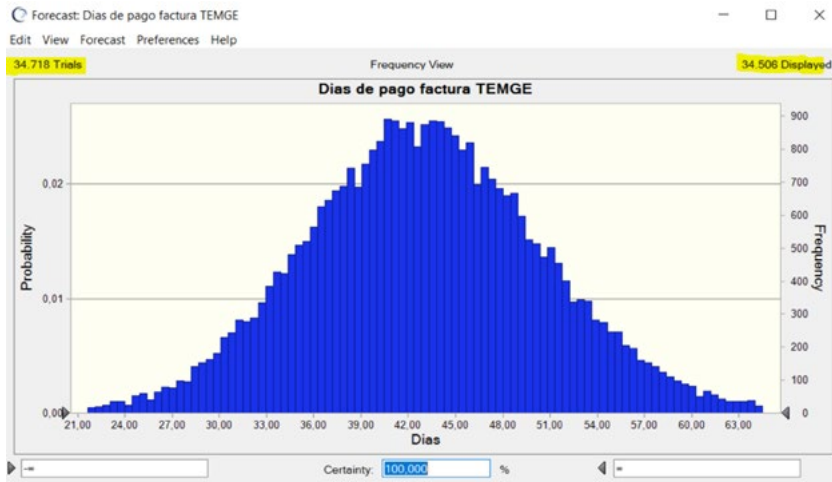 Forecast: Dias de pago factura TEMGE
Edit View Forecast Preferences Help
34.718 Trials Frequency View 34.506 Displayed
Dias de pago factura TEMGE
900
800
0,02 700
600
500
400
0,01 300
200
100
0,00 0
Probability
Frequency
21,00 24,00 27,00 30,00 33,00 36,00 39,00 42,00 45,00 48,00 51,00 54,00 57,00 60,00 63,00
Dias
-∞ Certainty: 100,000 % ∞